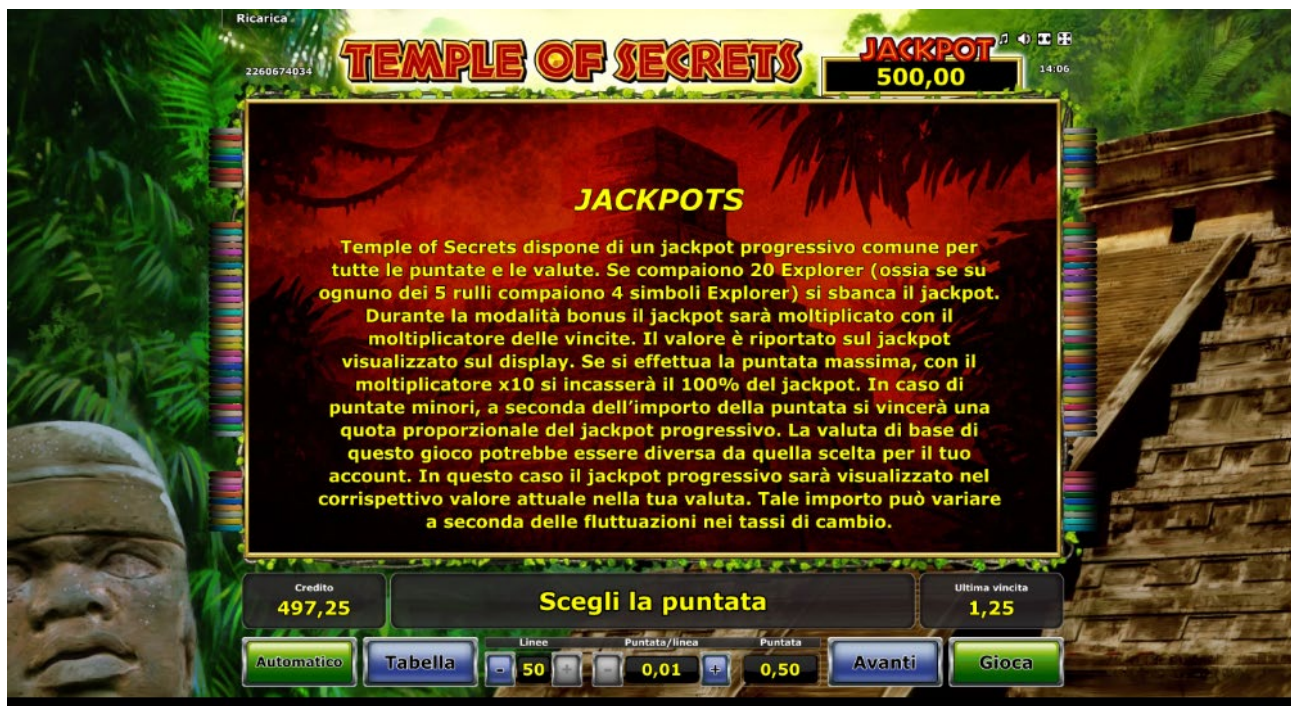 Ricarica
TEMPLE OF SECRETS
JACKPOT
2260674034
500,00
14:06
JACKPOTS
Temple of Secrets dispone di un jackpot progressivo comune per
tutte le puntate e le valute. Se compaiono 20 Explorer (ossia se su
ognuno dei 5 rulli compaiono 4 simboli Explorer) si sbanca il jackpot.
Durante la modalità bonus il jackpot sarà moltiplicato con il
moltiplicatore delle vincite. Il valore è riportato sul jackpot
visualizzato sul display. Se si effettua la puntata massima, con il
moltiplicatore x10 si incasserà il 100% del jackpot. In caso di
puntate minori, a seconda dell'importo della puntata si vincerà una
quota proporzionale del jackpot progressivo. La valuta di base di
questo gioco potrebbe essere diversa da quella scelta per il tuo
account. In questo caso il jackpot progressivo sarà visualizzato nel
corrispettivo valore attuale nella tua valuta. Tale importo può variare
a seconda delle fluttuazioni nei tassi di cambio.
Credito
497,25
Scegli la puntata
Ultima vincita
1,25
Automatico
Tabella
Linee
- 50 +
Puntata/linea
- 0,01 +
Puntata
0,50
Avanti
Gioca